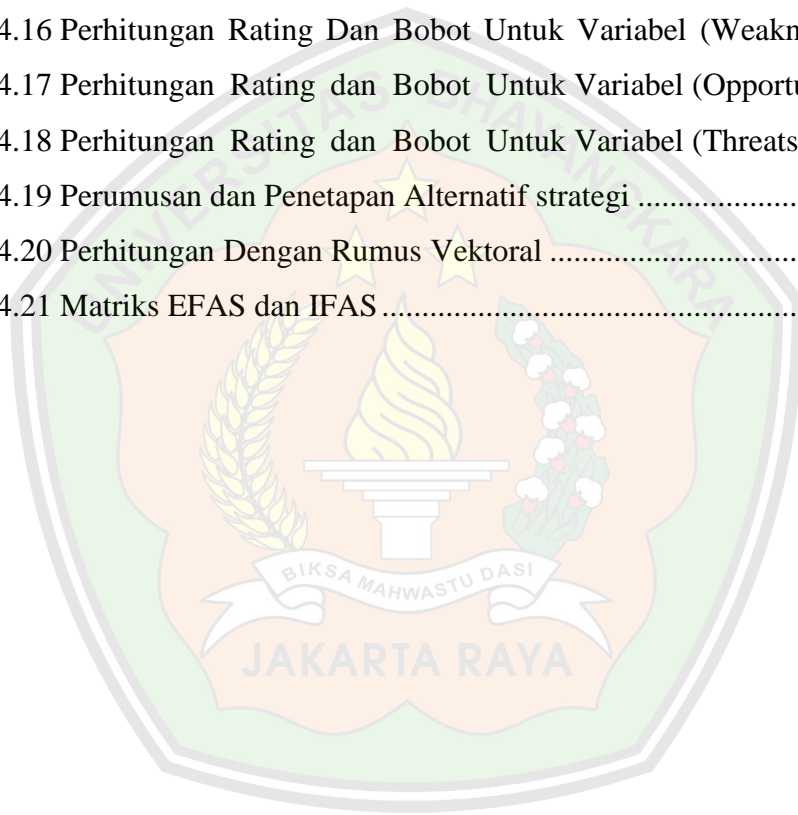 4.16 Perhitungan Rating Dan Bobot Untuk Variabel (Weakn
4.17 Perhitungan Rating dan Bobot Untuk Variabel (Opportu
4.18 Perhitungan Rating dan Bobot Untuk Variabel (Threats
4.19 Perumusan dan Penetapan Alternatif strategi ....................
4.20 Perhitungan Dengan Rumus Vektoral ...............................
4.21 Matriks EFAS dan IFAS....................................................
UNIVERSITAS BHAYANGKARA
BIKSA MAHWASTU DASI
JAKARTA RAYA